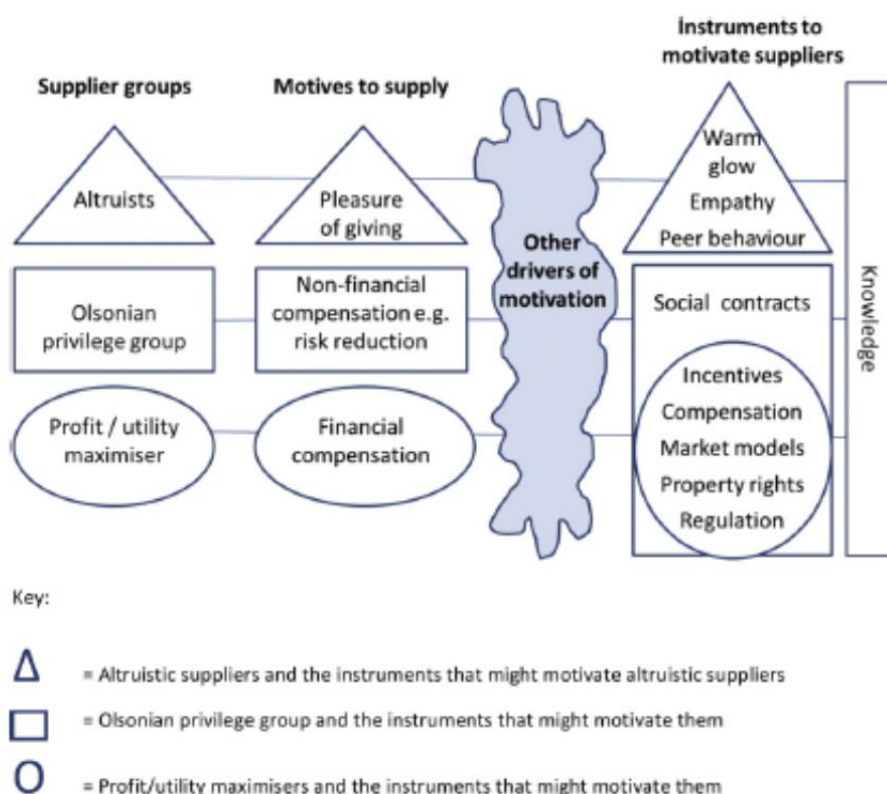 Supplier groups
Motives to supply
Instruments to
motivate suppliers
Altruists
Pleasure
of giving
Warm
glow
Empathy
Peer behaviour
Other
drivers of
motivation
Olsonian
privilege group
Non-financial
compensation e.g.
risk reduction
Social contracts
Profit / utility
maximiser
Financial
compensation
Incentives
Compensation
Market models
Property rights
Regulation
Knowledge
Key:
Δ = Altruistic suppliers and the instruments that might motivate altruistic suppliers
= Olsonian privilege group and the instruments that might motivate them
O = Profit/utility maximisers and the instruments that might motivate them